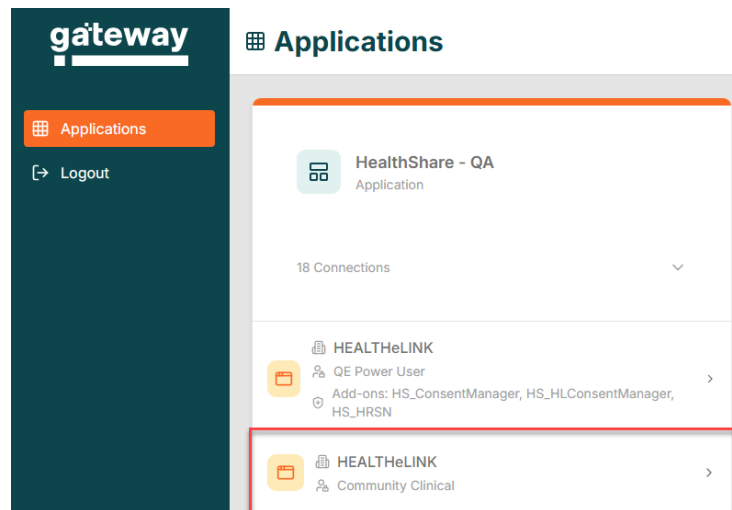 gateway
Applications
Applications
Logout
HealthShare - QA
Application
18 Connections
HEALTHeLINK
QE Power User
Add-ons: HS_ConsentManager, HS_HLConsentManager,
HS_HRSN
HEALTHeLINK
Community Clinical